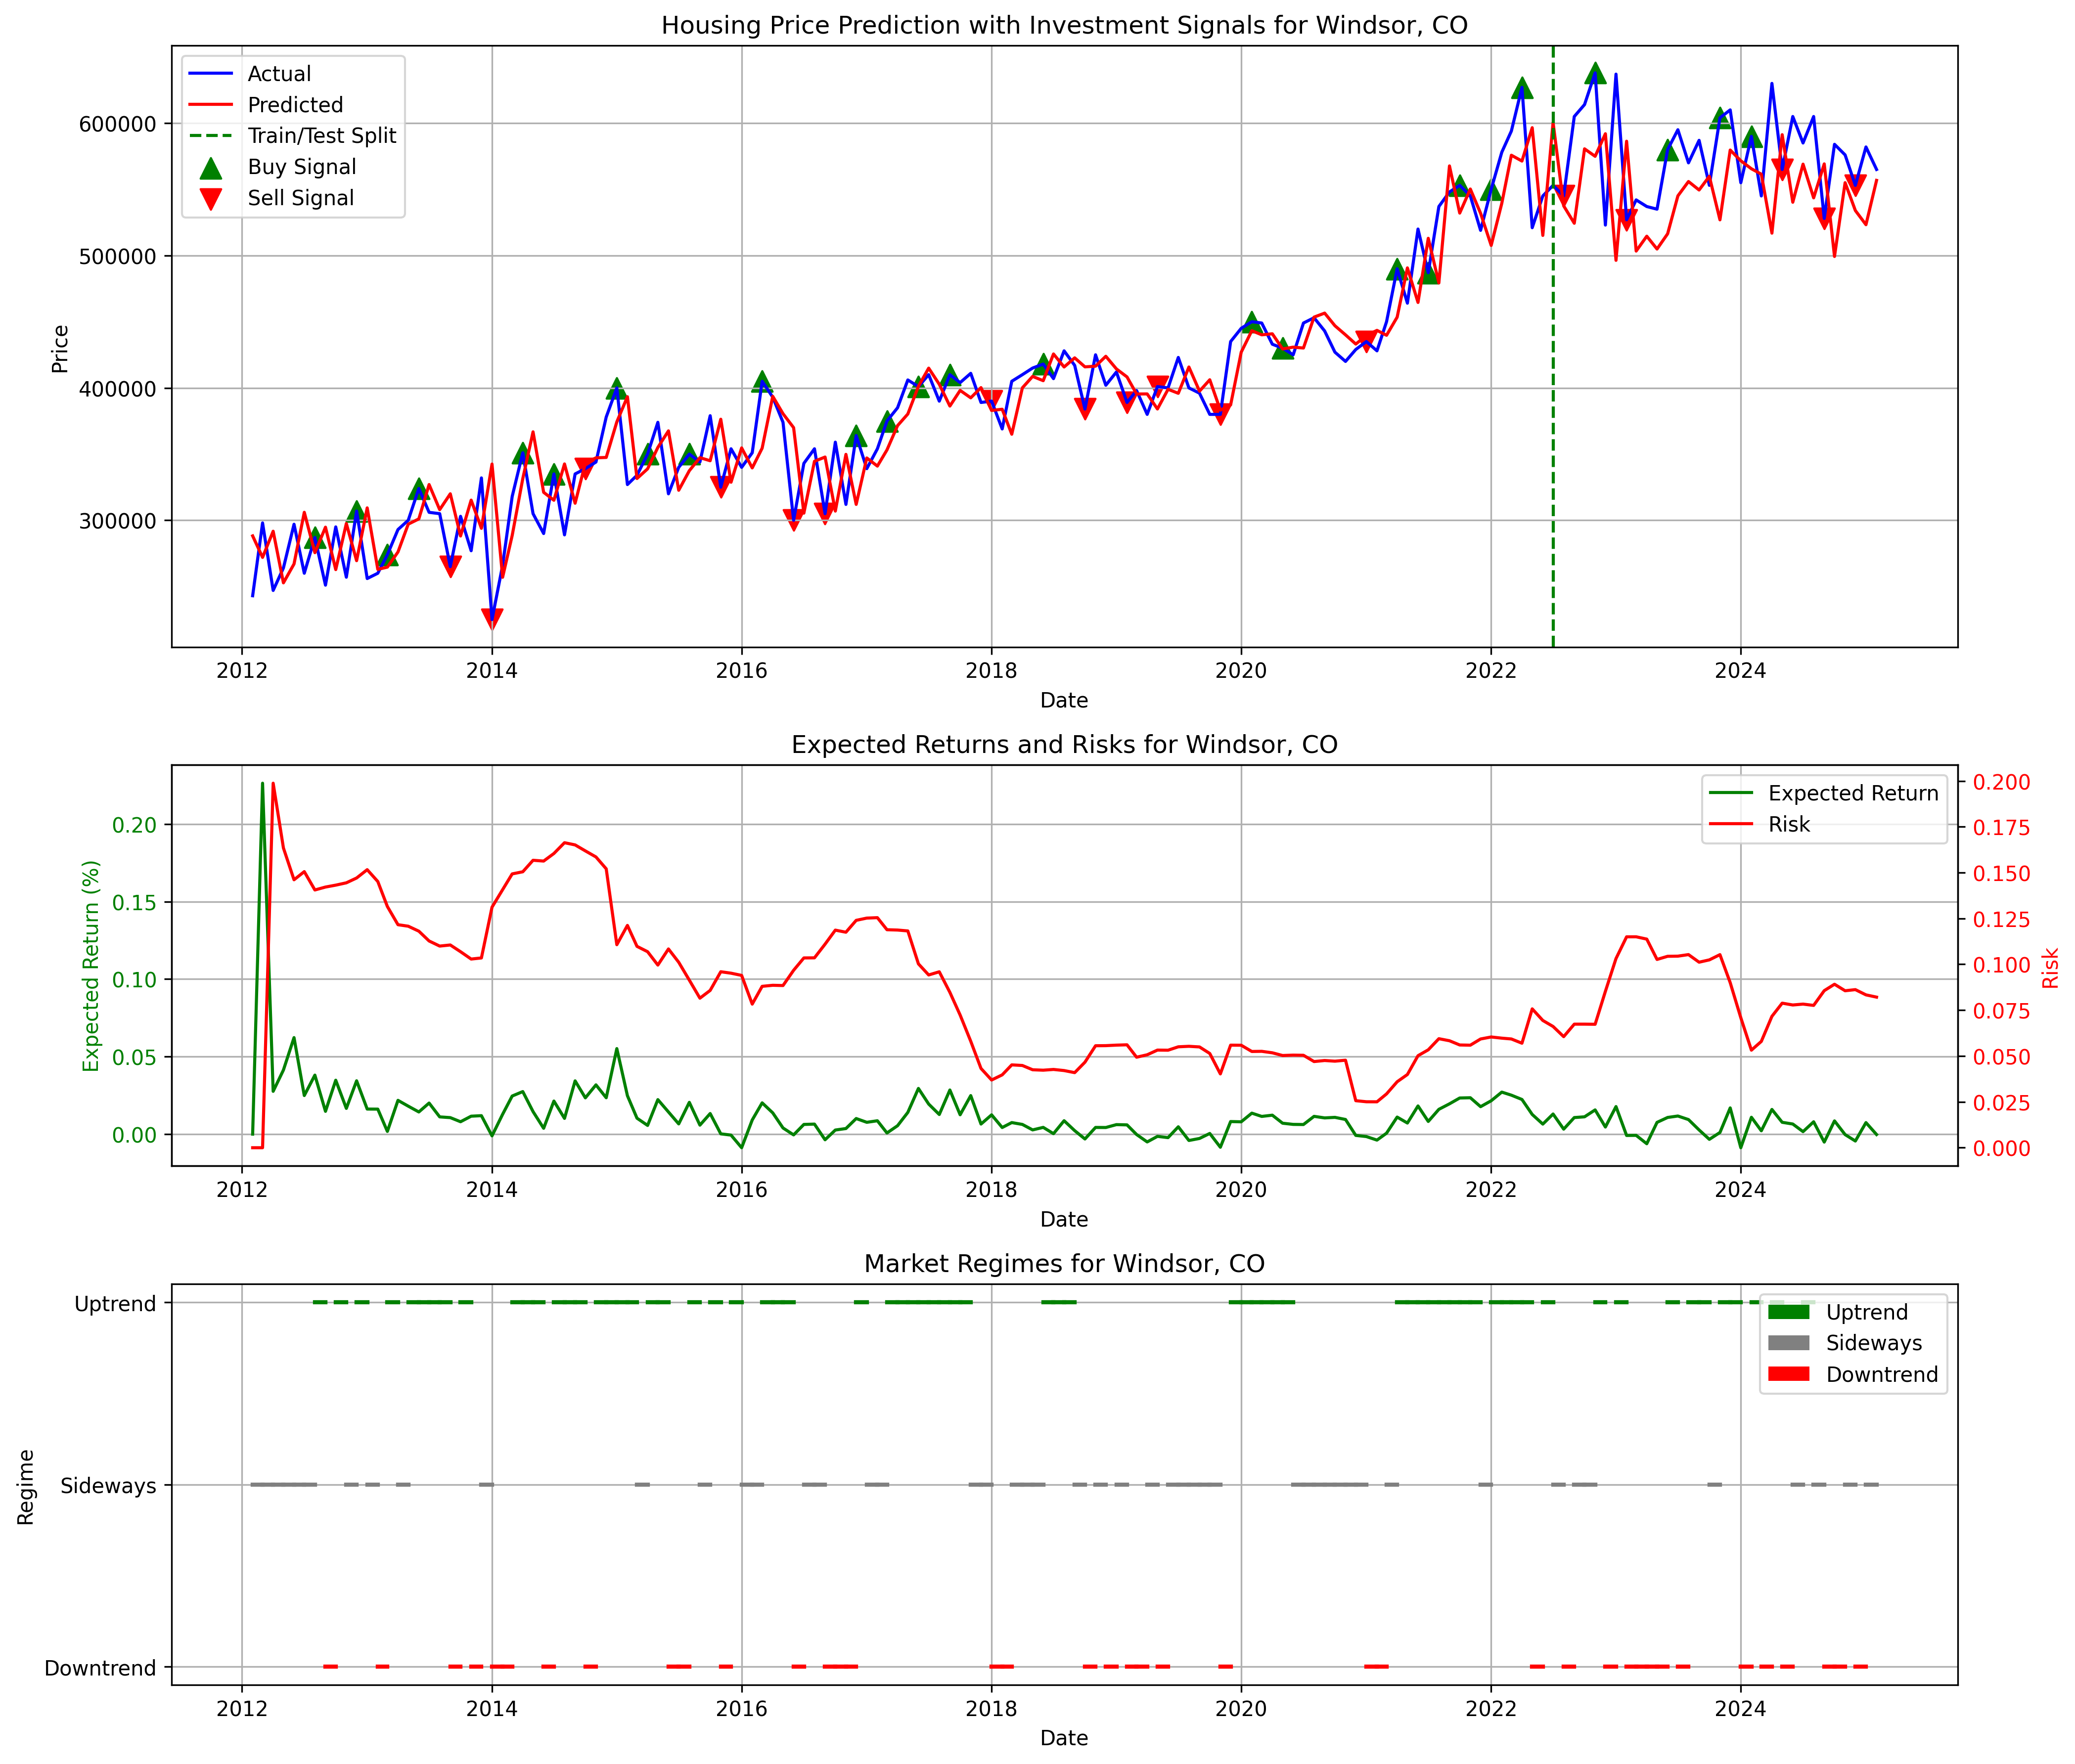 Housing Price Prediction with Investment Signals for Windsor, CO
Actual
Predicted
Train/Test Split
Buy Signal
Sell Signal
Price
600000
500000
400000
300000
2012
2014
2016
2018
2020
2022
2024
Date
Expected Returns and Risks for Windsor, CO
Expected Return
Risk
Expected Return (%)
0.20
0.15
0.10
0.05
0.00
0.200
0.175
0.150
0.125
0.100
0.075
0.050
0.025
0.000
Risk
2012
2014
2016
2018
2020
2022
2024
Date
Market Regimes for Windsor, CO
Uptrend
Sideways
Downtrend
Regime
Uptrend
Sideways
Downtrend
2012
2014
2016
2018
2020
2022
2024
Date